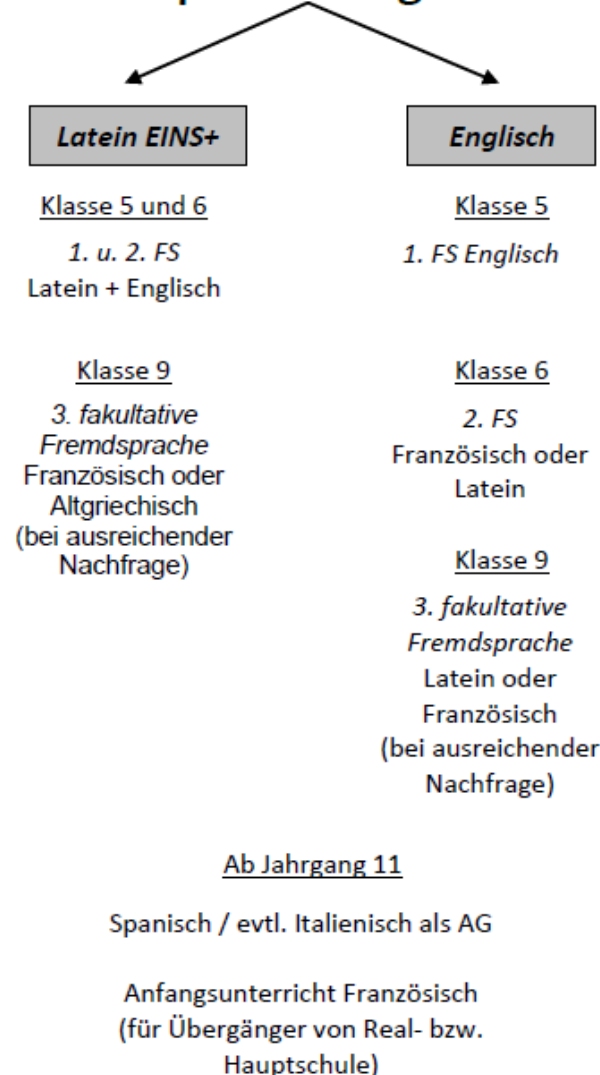 Latein EINS+
Klasse 5 und 6
1. u. 2. FS
Latein + Englisch
Klasse 9
3. fakultative
Fremdsprache
Französisch oder
Altgriechisch
(bei ausreichender
Nachfrage)
Englisch
Klasse 5
1. FS Englisch
Klasse 6
2. FS
Französisch oder
Latein
Klasse 9
3. fakultative
Fremdsprache
Latein oder
Französisch
(bei ausreichender
Nachfrage)
Ab Jahrgang 11
Spanisch / evtl. Italienisch als AG
Anfangsunterricht Französisch
(für Übergänger von Real- bzw.
Hauptschule)